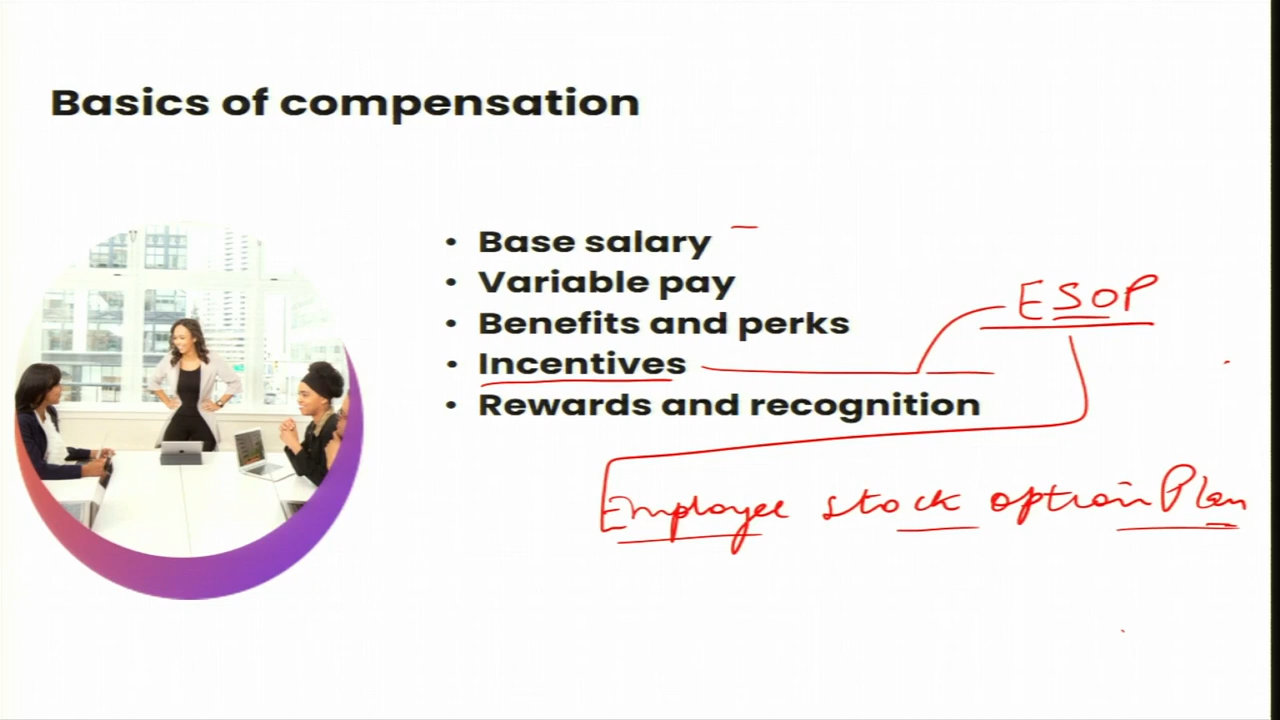 Basics of compensation
• Base salary
• Variable pay
• Benefits and perks
• Incentives
ESOP
• Rewards and recognition
Employee stock option Plan